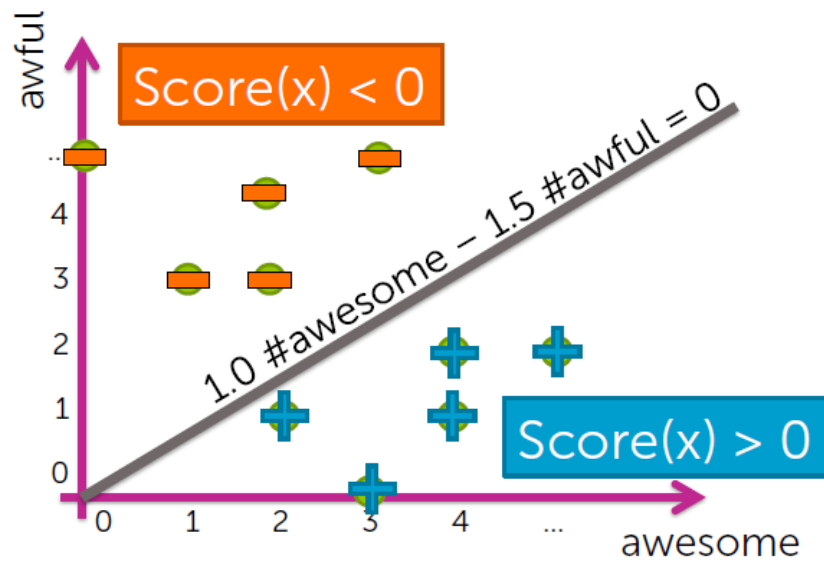 awful
Score(x) < 0
1.0 #awesome – 1.5 #awful = 0
..
4
3
2
1
0
Score(x) > 0
0 1 2 3 4 ...
awesome